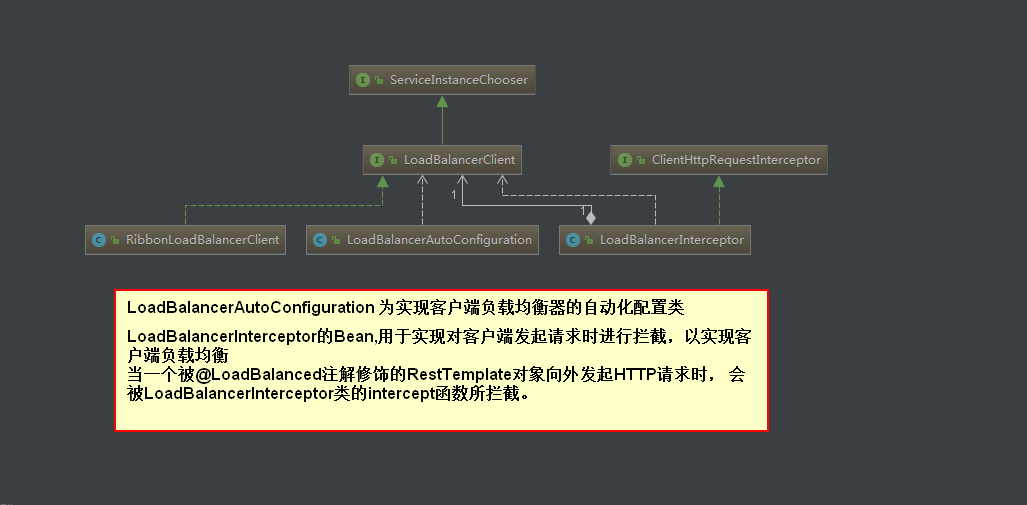 ServiceInstanceChooser
LoadBalancerClient
ClientHttpRequestInterceptor
1
1
RibbonLoadBalancerClient
LoadBalancerAutoConfiguration
LoadBalancerInterceptor
LoadBalancerAutoConfiguration 为实现客户端负载均衡器的自动化配置类
LoadBalancerInterceptor的Bean,用于实现对客户端发起请求时进行拦截，以实现客
户端负载均衡
当一个被@LoadBalanced注解修饰的RestTemplate对象向外发起HTTP请求时， 会
被LoadBalancerInterceptor类的intercept函数所拦截。